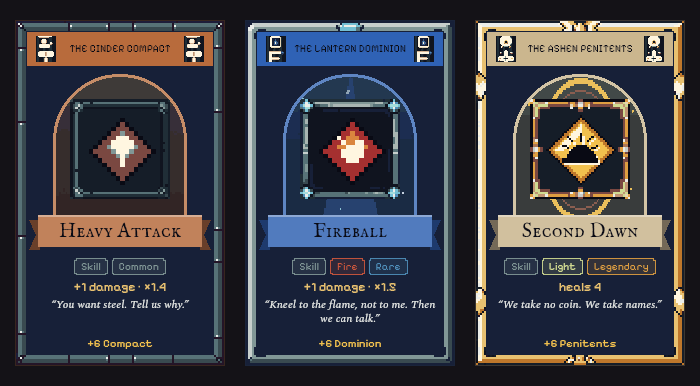 THE CINDER COMPACT
HEAVY ATTACK
Skill Common
+1 damage · ×1.4
“You want steel. Tell us why.”
+6 Compact
THE LANTERN DOMINION
FIREBALL
Skill Fire Rare
+1 damage · ×1.5
“Kneel to the flame, not to me. Then
we can talk.”
+6 Dominion
THE ASHEN PENITENTS
SECOND DAWN
Skill Light Legendary
heals 4
“We take no coin. We take names.”
+6 Penitents